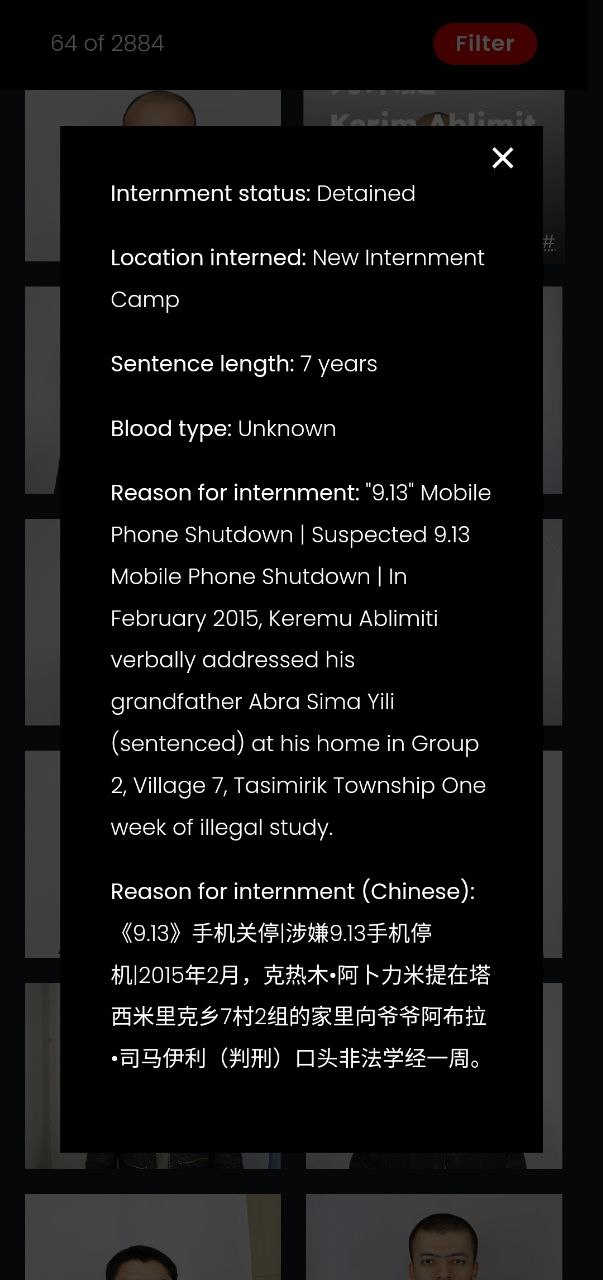 64 of 2884
Filter
Kerim Ablimit
#
Internment status: Detained
Location interned: New Internment
Camp
Sentence length: 7 years
Blood type: Unknown
Reason for internment: "9.13" Mobile
Phone Shutdown | Suspected 9.13
Mobile Phone Shutdown | In
February 2015, Keremu Ablimiti
verbally addressed his
grandfather Abra Sima Yili
(sentenced) at his home in Group
2, Village 7, Tasimirik Township One
week of illegal study.
Reason for internment (Chinese):
《9.13》手机关停|涉嫌9.13手机停
机|2015年2月，克热木•阿卜力米提在塔
西米里克乡7村2组的家里向爷爷阿布拉
•司马伊利（判刑）口头非法学经一周。